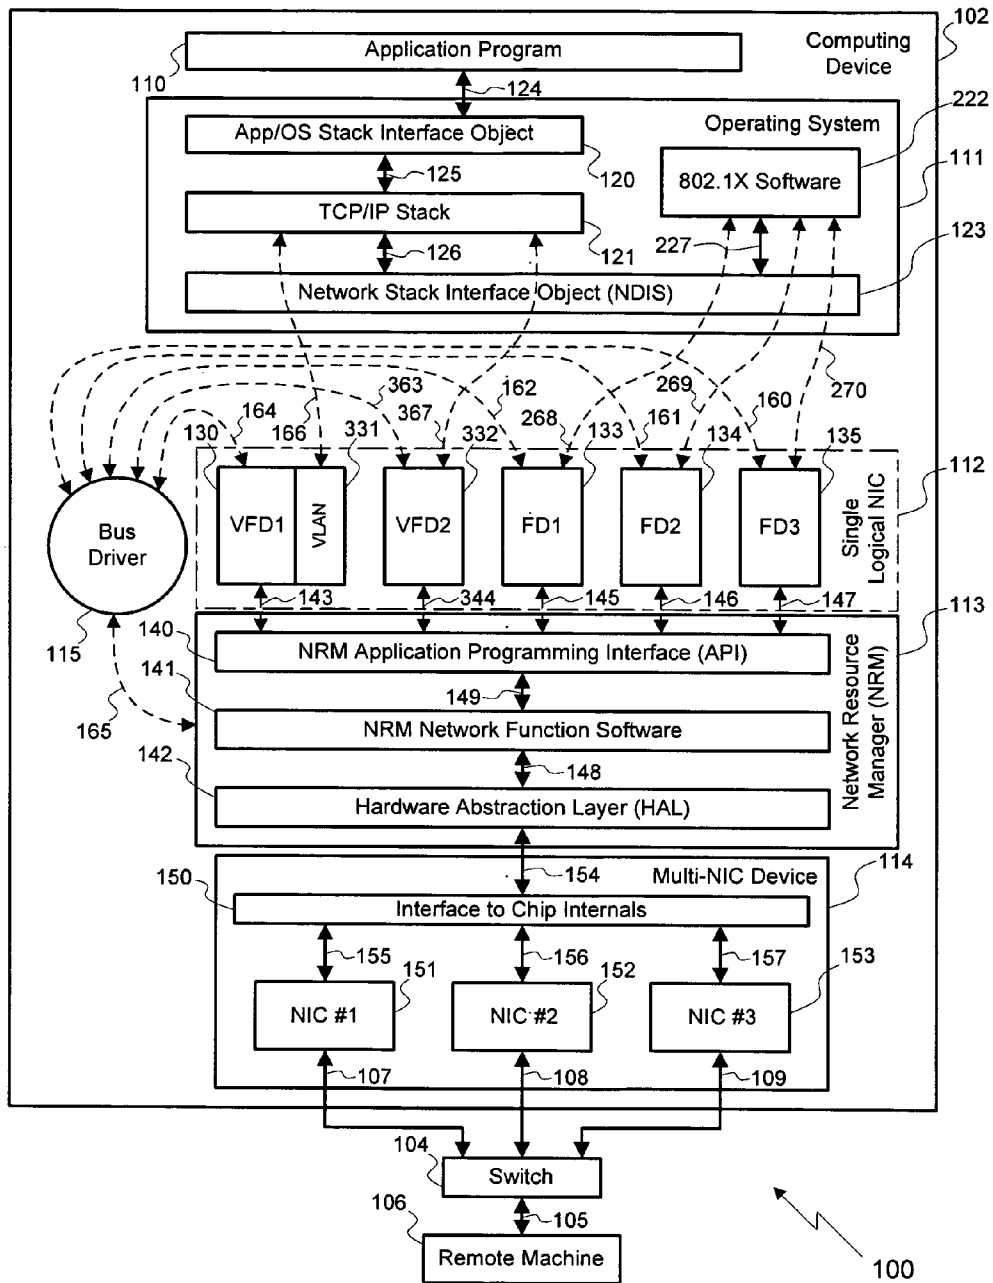 102
Application Program
Computing
Device
110
124
222
App/OS Stack Interface Object
Operating System
111
125
120
802.1X Software
TCP/IP Stack
123
126
121
227
Network Stack Interface Object (NDIS)
363
162
269
270
164
367
268
161
160
130
166
331
332
133
134
135
112
VFD1
VLAN
VFD2
FD1
FD2
FD3
Single
Logical NIC
Bus
Driver
143
344
145
146
147
113
115
140
NRM Application Programming Interface (API)
141
149
165
NRM Network Function Software
142
148
Hardware Abstraction Layer (HAL)
Network Resource
Manager (NRM)
114
150
154
Multi-NIC Device
Interface to Chip Internals
155
156
157
151
152
153
NIC #1
NIC #2
NIC #3
107
108
109
104
Switch
106
105
Remote Machine
100